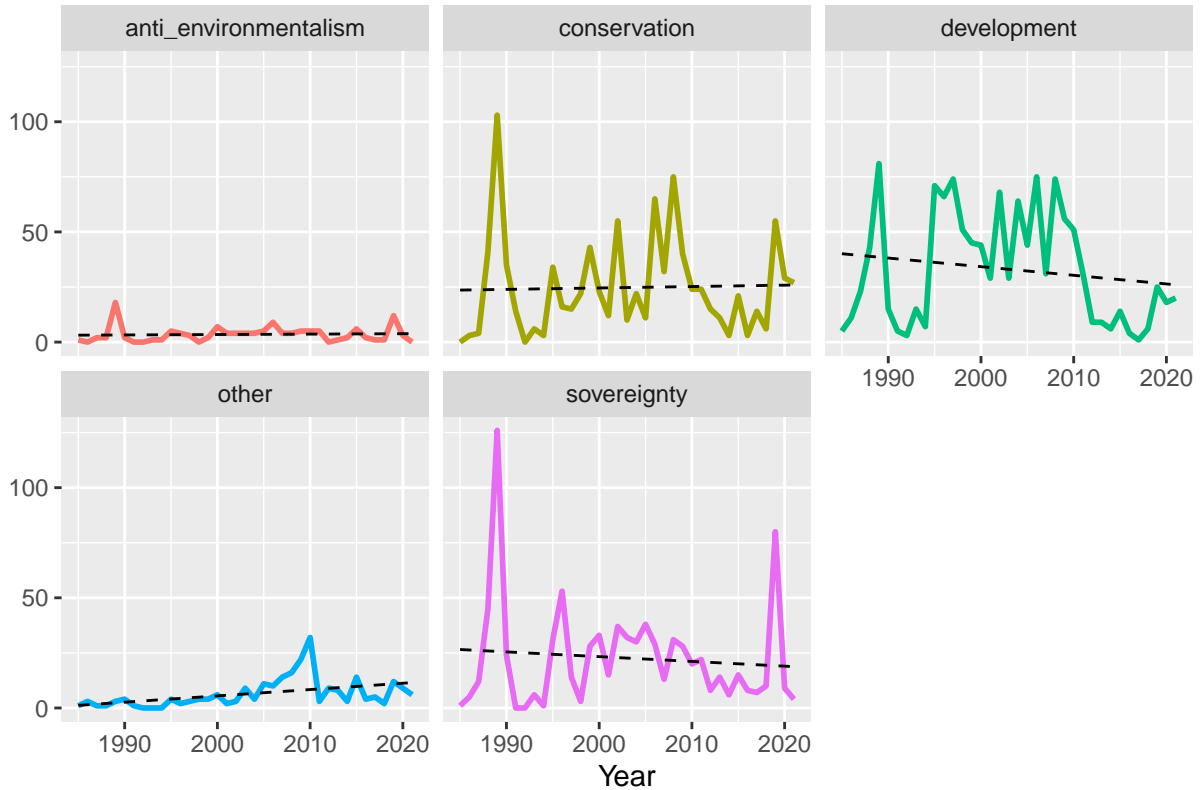 anti_environmentalism conservation development
100
50
0
1990 2000 2010 2020
other sovereignty
100
50
0
1990 2000 2010 2020 1990 2000 2010 2020
Year